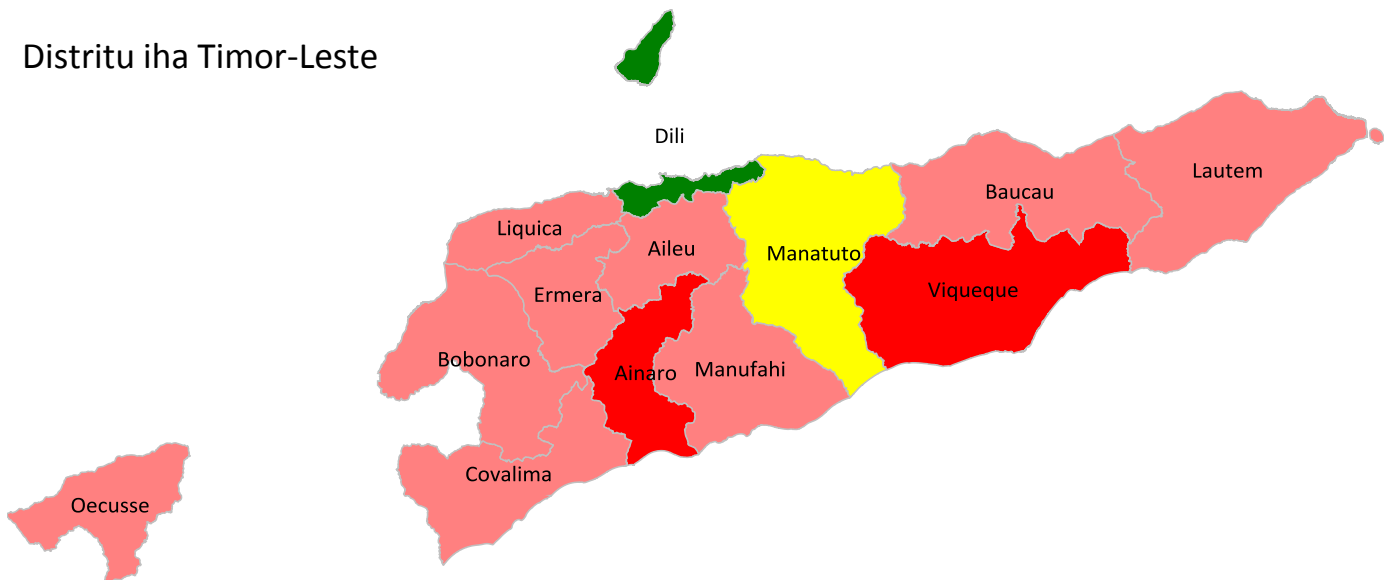 Distritu iha Timor-Leste
Dili
Lautem
Baucau
Liquica
Aileu
Manatuto
Viqueque
Ermera
Bobonaro
Ainaro
Manufahi
Covalima
Oecusse